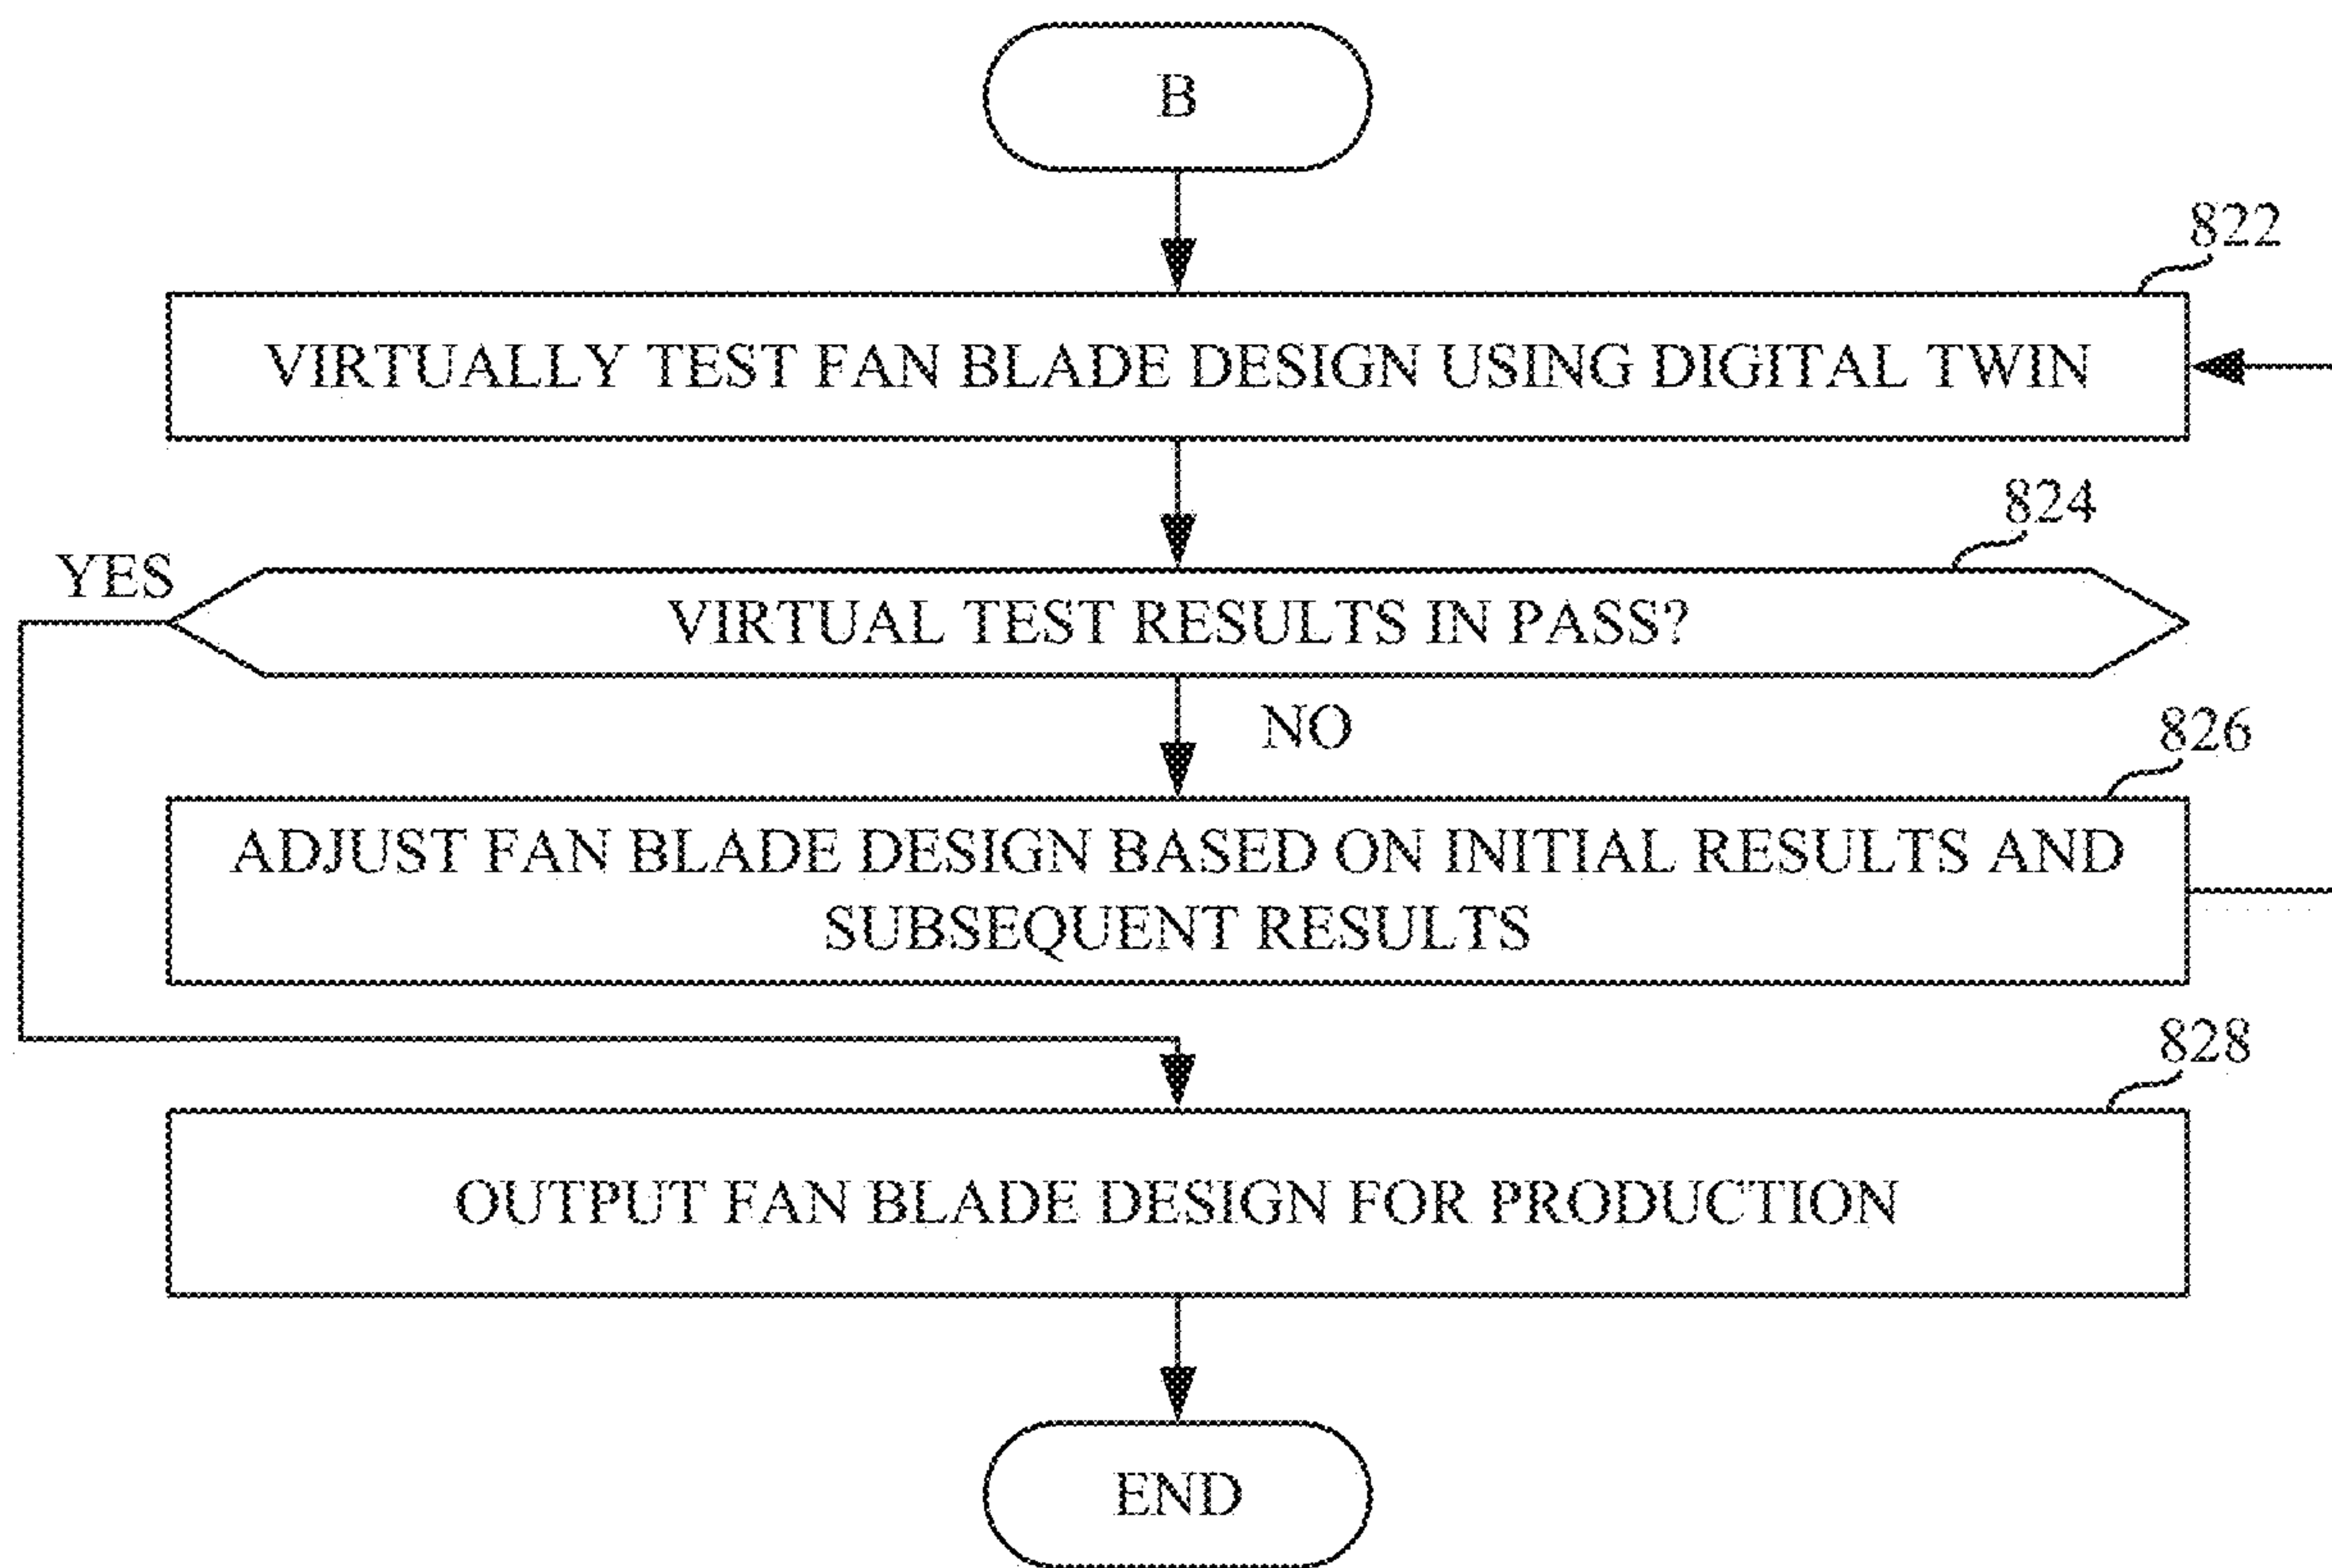 B
822
VIRTUALLY TEST FAN BLADE DESIGN USING DIGITAL TWIN
824
YES
VIRTUAL TEST RESULTS IN PASS?
NO
826
ADJUST FAN BLADE DESIGN BASED ON INITIAL RESULTS AND
SUBSEQUENT RESULTS
828
OUTPUT FAN BLADE DESIGN FOR PRODUCTION
END